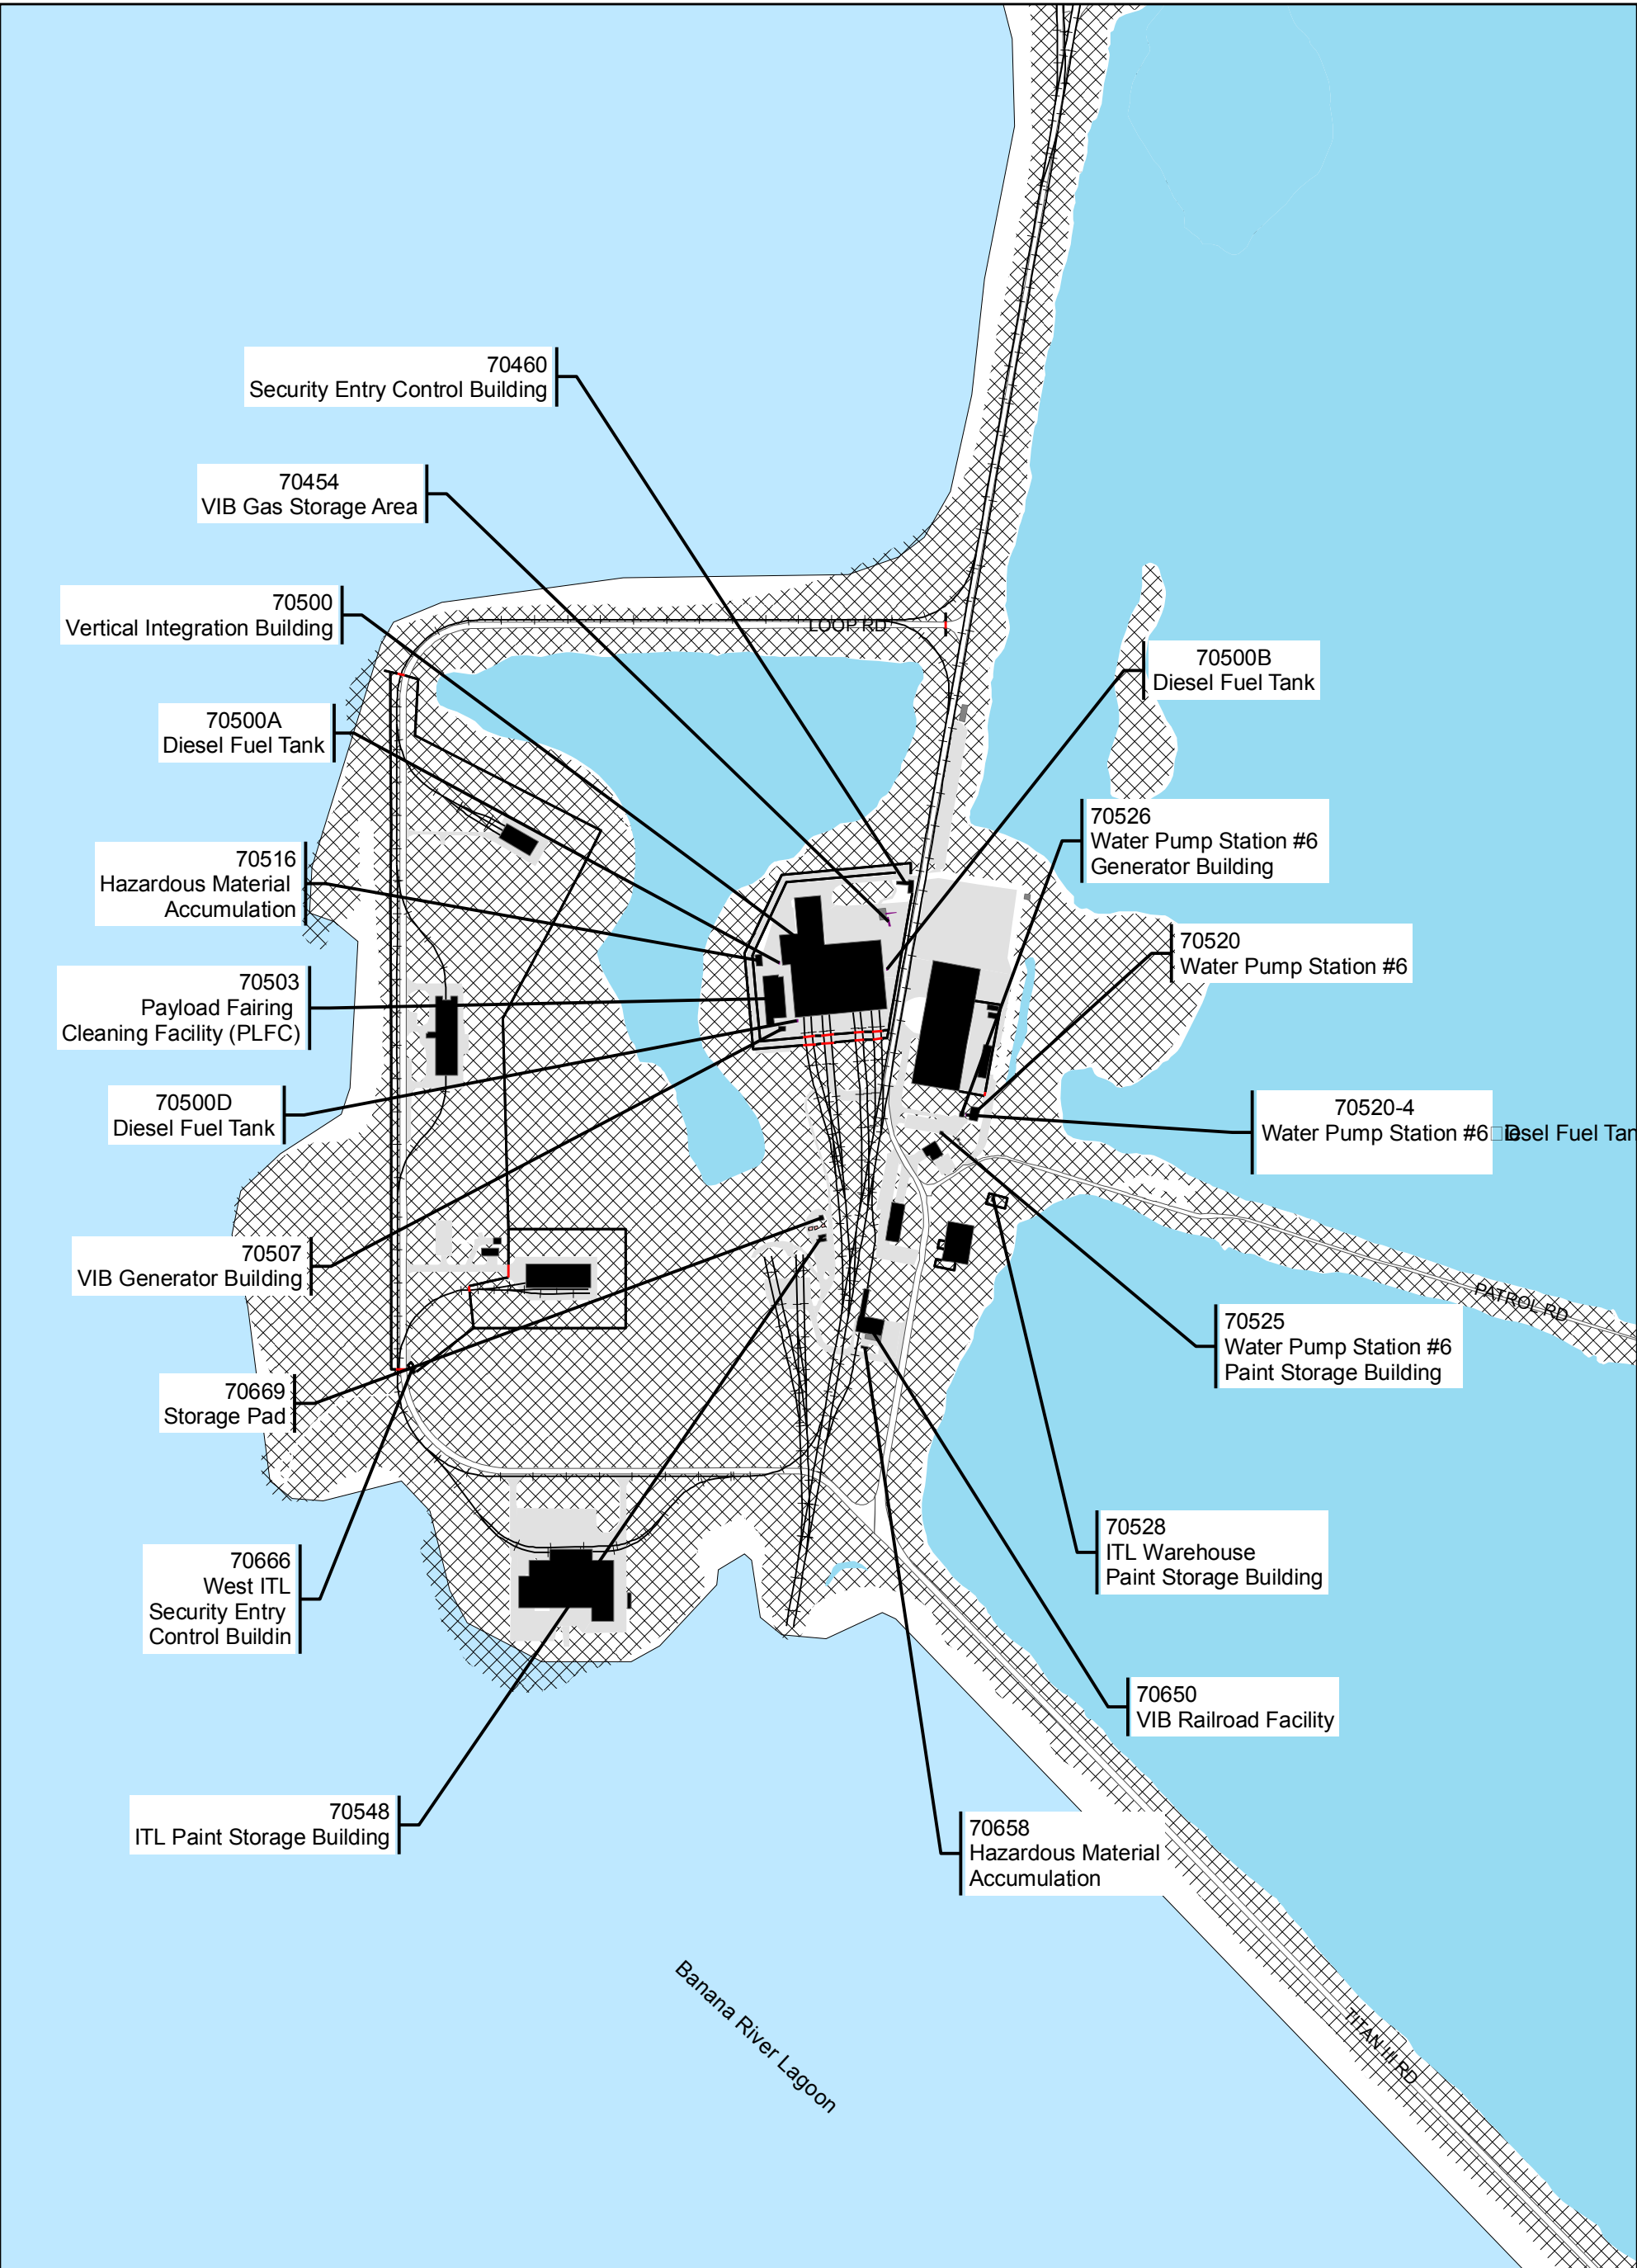 70460
Security Entry Control Building
70454
VIB Gas Storage Area
70500
Vertical Integration Building
LOOP RD
70500B
Diesel Fuel Tank
70500A
Diesel Fuel Tank
70526
Water Pump Station #6
Generator Building
70516
Hazardous Material
Accumulation
70520
Water Pump Station #6
70503
Payload Fairing
Cleaning Facility (PLFC)
70500D
Diesel Fuel Tank
70520-4
Water Pump Station #6 Fuel Tan
70507
VIB Generator Building
PATROL RD
70525
Water Pump Station #6
Paint Storage Building
70669
Storage Pad
70528
ITL Warehouse
Paint Storage Building
70666
West ITL
Security Entry
Control Buildin
70650
VIB Railroad Facility
70548
ITL Paint Storage Building
70658
Hazardous Material
Accumulation
Banana River Lagoon
TITAN III RD